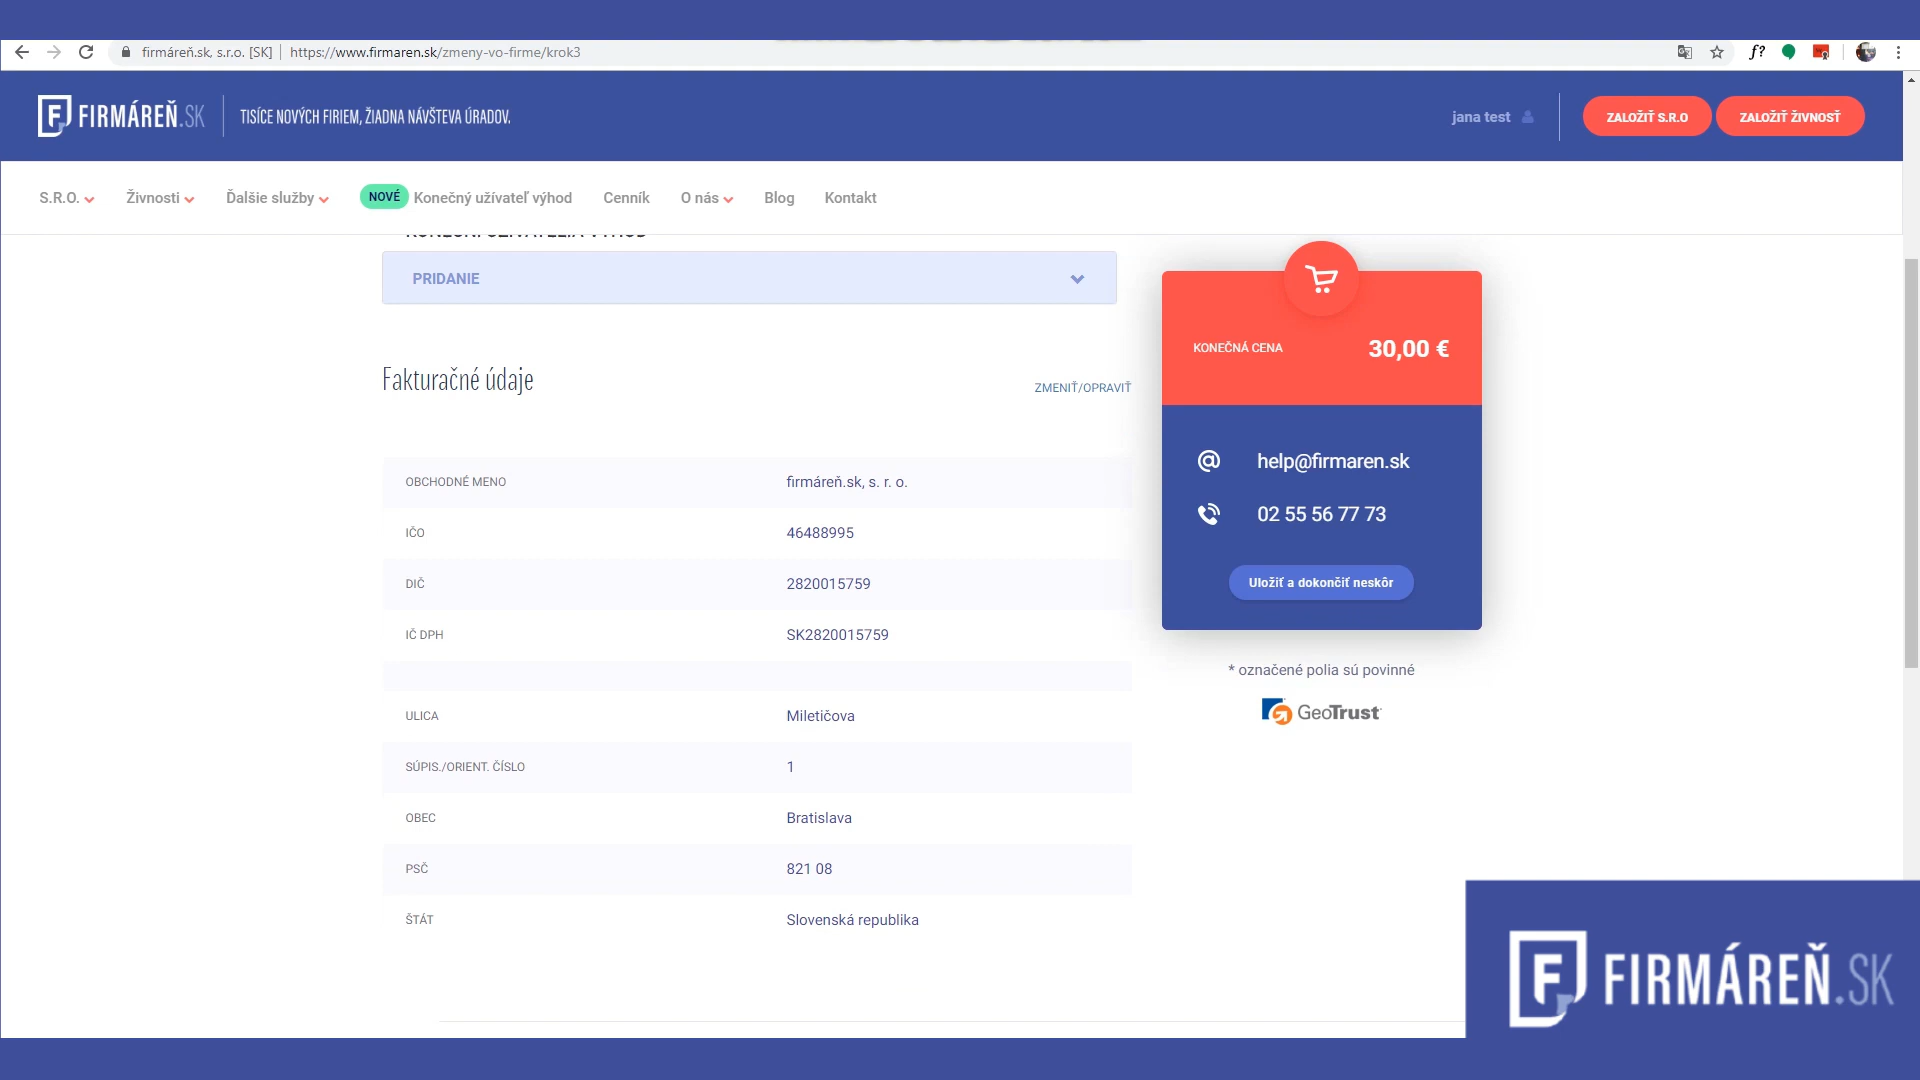 firmáreň.sk, s.r.o. [SK] https://www.firmaren.sk/zmeny-vo-firme/krok3
FIRMÁREŇ.SK TISÍCE NOVÝCH FIRIEM, ŽIADNA NÁVŠTEVA ÚRADOV.
jana test
ZALOŽIŤ S.R.O
ZALOŽIŤ ŽIVNOSŤ
S.R.O. Živnosti Ďalšie služby NOVÉ Konečný užívateľ výhod Cenník O nás Blog Kontakt
PRIDANIE
Fakturačné údaje
ZMENIŤ/OPRAVIŤ
OBCHODNÉ MENO firmáreň.sk, s. r. o.
IČO 46488995
DIČ 2820015759
IČ DPH SK2820015759
ULICA Miletičova
SÚPIS./ORIENT. ČÍSLO 1
OBEC Bratislava
PSČ 821 08
ŠTÁT Slovenská republika
KONEČNÁ CENA 30,00 €
help@firmaren.sk
02 55 56 77 73
Uložiť a dokončiť neskôr
* označené polia sú povinné
GeoTrust
FIRMÁREŇ.SK